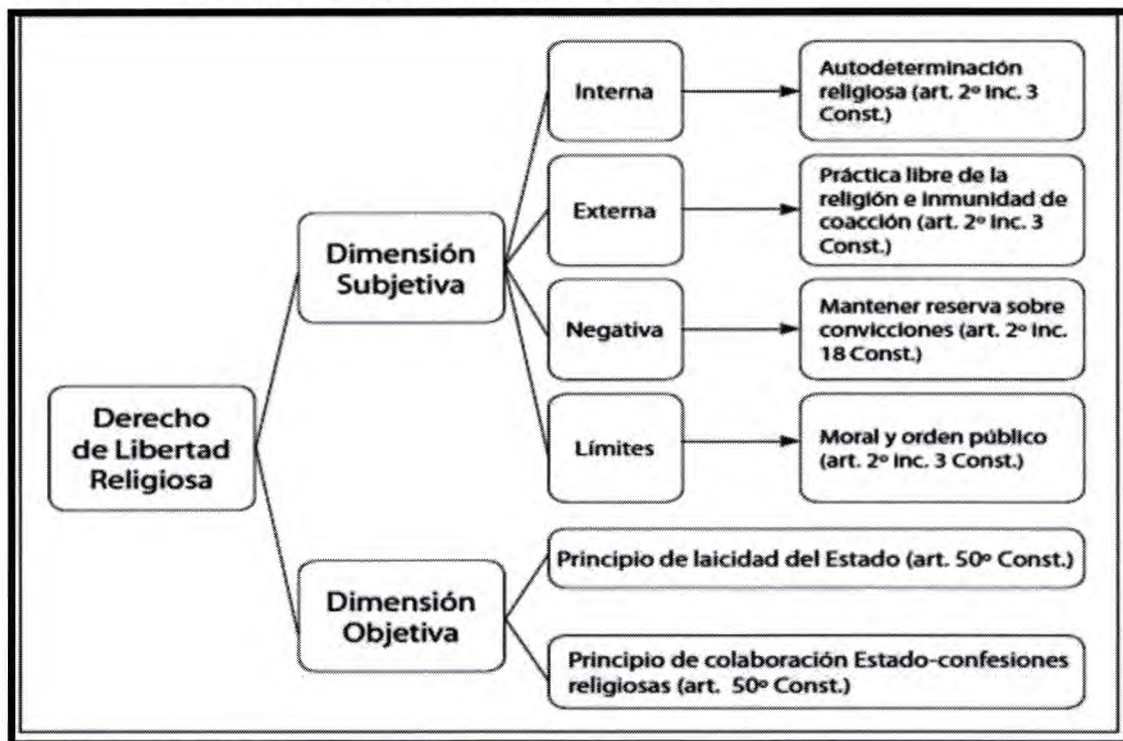 Derecho
de Libertad
Religiosa
Dimensión
Subjetiva
Interna
Autodeterminación
religiosa (art. 2º inc. 3
Const.)
Externa
Práctica libre de la
religión e inmunidad de
coacción (art. 2º inc. 3
Const.)
Negativa
Mantener reserva sobre
convicciones (art. 2º inc.
18 Const.)
Límites
Moral y orden público
(art. 2º inc. 3 Const.)
Dimensión
Objetiva
Principio de laicidad del Estado (art. 50º Const.)
Principio de colaboración Estado-confesiones
religiosas (art. 50º Const.)